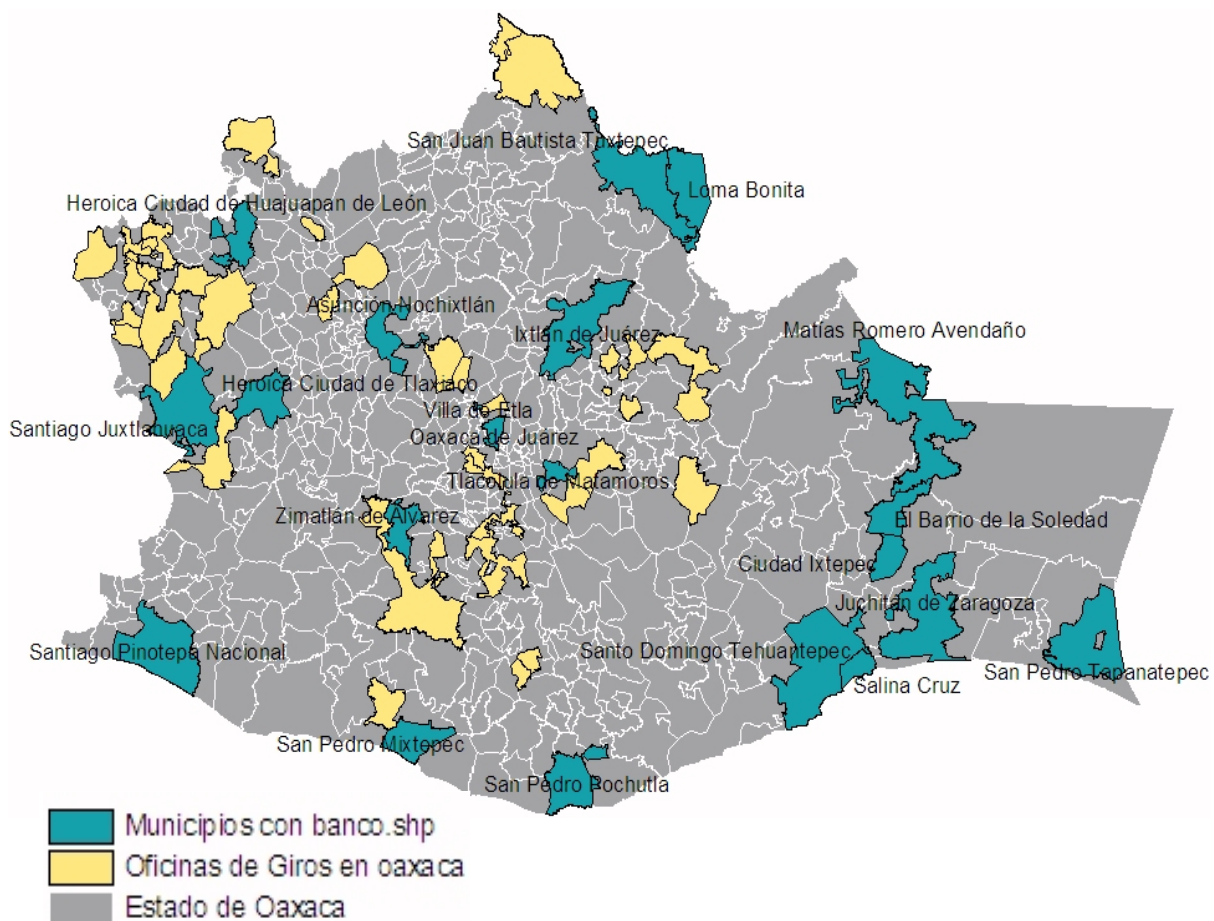 San Juan Bautista Tuxtepec
Loma Bonita
Heroica Ciudad de Huajuapan de León
Asunción Nochixtlán
Ixtlán de Juárez
Matías Romero Avendaño
Heroica Ciudad de Tlaxiaco
Villa de Etla
Santiago Juxtlahuaca
Oaxaca de Juárez
Tlacolula de Matamoros
Zimatlán de Álvarez
El Barrio de la Soledad
Ciudad Ixtepec
Juchitán de Zaragoza
Santiago Pinotepa Nacional
Santo Domingo Tehuantepec
San Pedro Tapanatepec
Salina Cruz
San Pedro Mixtepec
San Pedro Pochutla
Municipios con banco.shp
Oficinas de Giros en oaxaca
Estado de Oaxaca